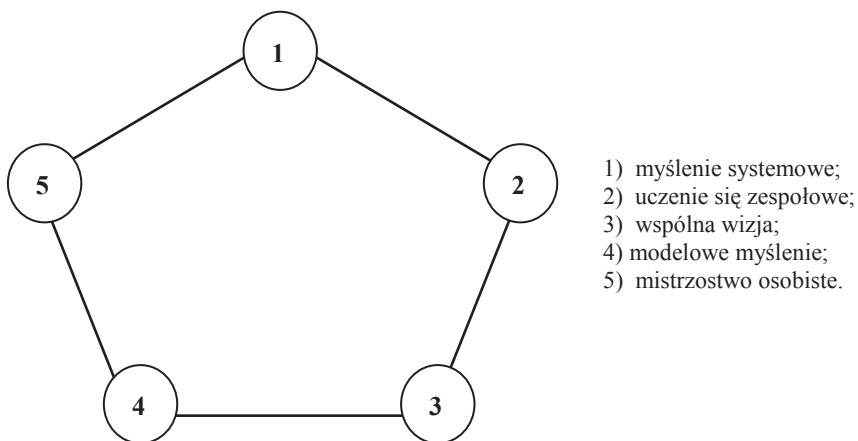 1
5
2
4
3
1) myślenie systemowe;
2) uczenie się zespołowe;
3) wspólna wizja;
4) modelowe myślenie;
5) mistrzostwo osobiste.